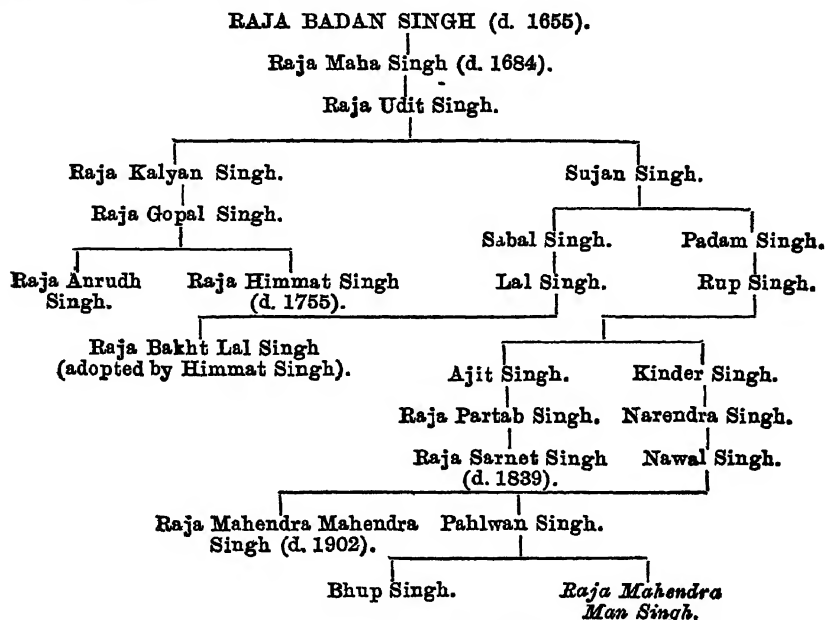 RAJA BADAN SINGH (d. 1655).
Raja Maha Singh (d. 1684).
Raja Udit Singh.
Raja Kalyan Singh. Sujan Singh.
Raja Gopal Singh.
Sabal Singh. Padam Singh.
Raja Anrudh Singh. Raja Himmat Singh (d. 1755). Lal Singh. Rup Singh.
Raja Bakht Lal Singh
(adopted by Himmat Singh).
Ajit Singh. Kinder Singh.
Raja Partab Singh. Narendra Singh.
Raja Sarnet Singh (d. 1839). Nawal Singh.
Raja Mahendra Mahendra Singh (d. 1902). Pahlwan Singh.
Bhup Singh. Raja Mahendra Man Singh.